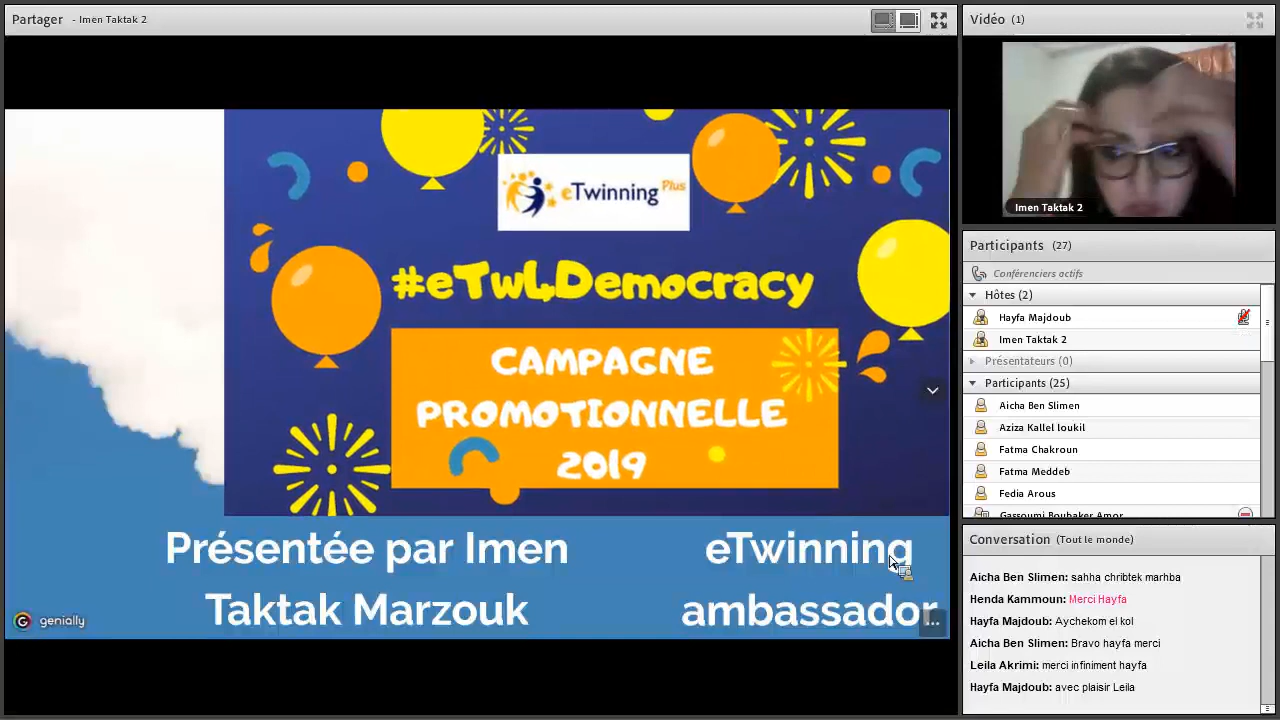 Partager - Imen Taktak 2
eTwinning Plus
#eTw4Democracy
CAMPAGNE
PROMOTIONNELLE
2019
Présentée par Imen
Taktak Marzouk
eTwinning
ambassador
...
genially
Vidéo (1)
Imen Taktak 2
Participants (27)
Conférenciers actifs
Hôtes (2)
Hayfa Majdoub
Imen Taktak 2
Présentateurs (0)
Participants (25)
Aicha Ben Slimen
Aziza Kallel loukil
Fatma Chakroun
Fatma Meddeb
Fedia Arous
Gassoumi Boubaker Amor
Conversation (Tout le monde)
Aicha Ben Slimen: sahha chribtek marhba
Henda Kammoun: Merci Hayfa
Hayfa Majdoub: Aychekom el kol
Aicha Ben Slimen: Bravo hayfa merci
Leila Akrimi: merci infiniment hayfa
Hayfa Majdoub: avec plaisir Leila